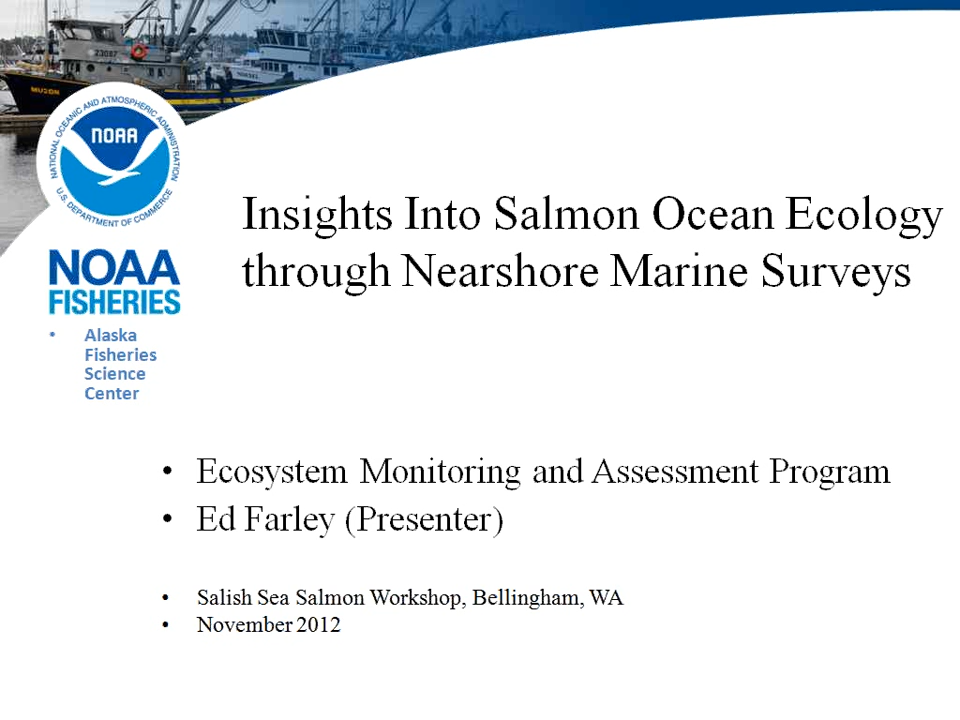 23087
MUZON
NATIONAL OCEANIC AND ATMOSPHERIC ADMINISTRATION
NOAA
U.S. DEPARTMENT OF COMMERCE
NOAA
FISHERIES
• Alaska
Fisheries
Science
Center
Insights Into Salmon Ocean Ecology
through Nearshore Marine Surveys
• Ecosystem Monitoring and Assessment Program
• Ed Farley (Presenter)
• Salish Sea Salmon Workshop, Bellingham, WA
• November 2012